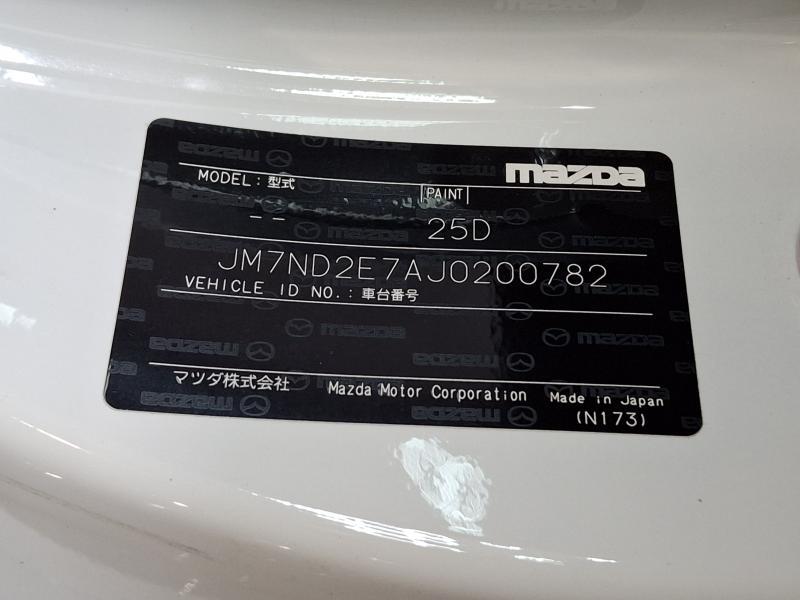 mazda
MODEL: 型式
PAINT
--
25D
JM7ND2E7AJ0200782
VEHICLE ID NO.: 車台番号
マツダ株式会社 Mazda Motor Corporation Made in Japan
(N173)